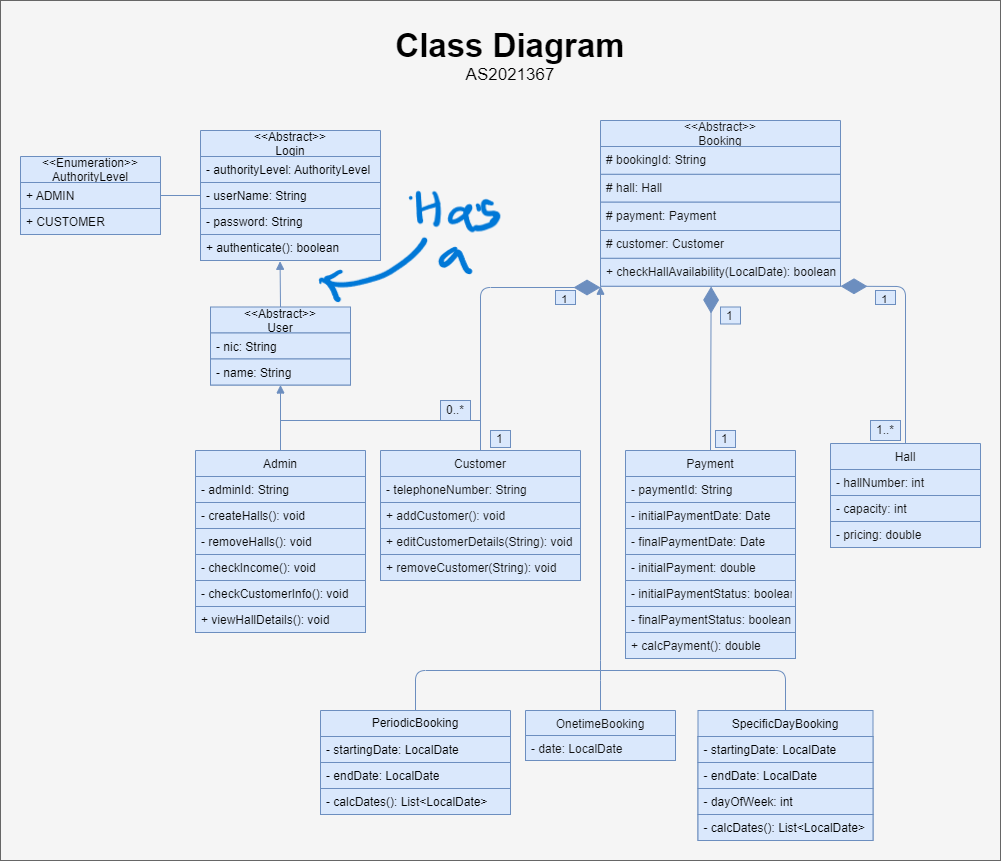 Class Diagram
AS2021367
<<Enumeration>>
AuthorityLevel
+ ADMIN
+ CUSTOMER
<<Abstract>>
Login
- authorityLevel: AuthorityLevel
- userName: String
- password: String
+ authenticate(): boolean
Has
a
<<Abstract>>
User
- nic: String
- name: String
<<Abstract>>
Booking
# bookingId: String
# hall: Hall
# payment: Payment
# customer: Customer
+ checkHallAvailability(LocalDate): boolean
1
1
1
0..*
1
1
1..*
Admin
- adminId: String
- createHalls(): void
- removeHalls(): void
- checkIncome(): void
- checkCustomerInfo(): void
+ viewHallDetails(): void
Customer
- telephoneNumber: String
+ addCustomer(): void
+ editCustomerDetails(String): void
+ removeCustomer(String): void
Payment
- paymentId: String
- initialPaymentDate: Date
- finalPaymentDate: Date
- initialPayment: double
- initialPaymentStatus: boolea
- finalPaymentStatus: boolean
+ calcPayment(): double
Hall
- hallNumber: int
- capacity: int
- pricing: double
PeriodicBooking
- startingDate: LocalDate
- endDate: LocalDate
- calcDates(): List<LocalDate>
OnetimeBooking
- date: LocalDate
SpecificDayBooking
- startingDate: LocalDate
- endDate: LocalDate
- dayOfWeek: int
- calcDates(): List<LocalDate>